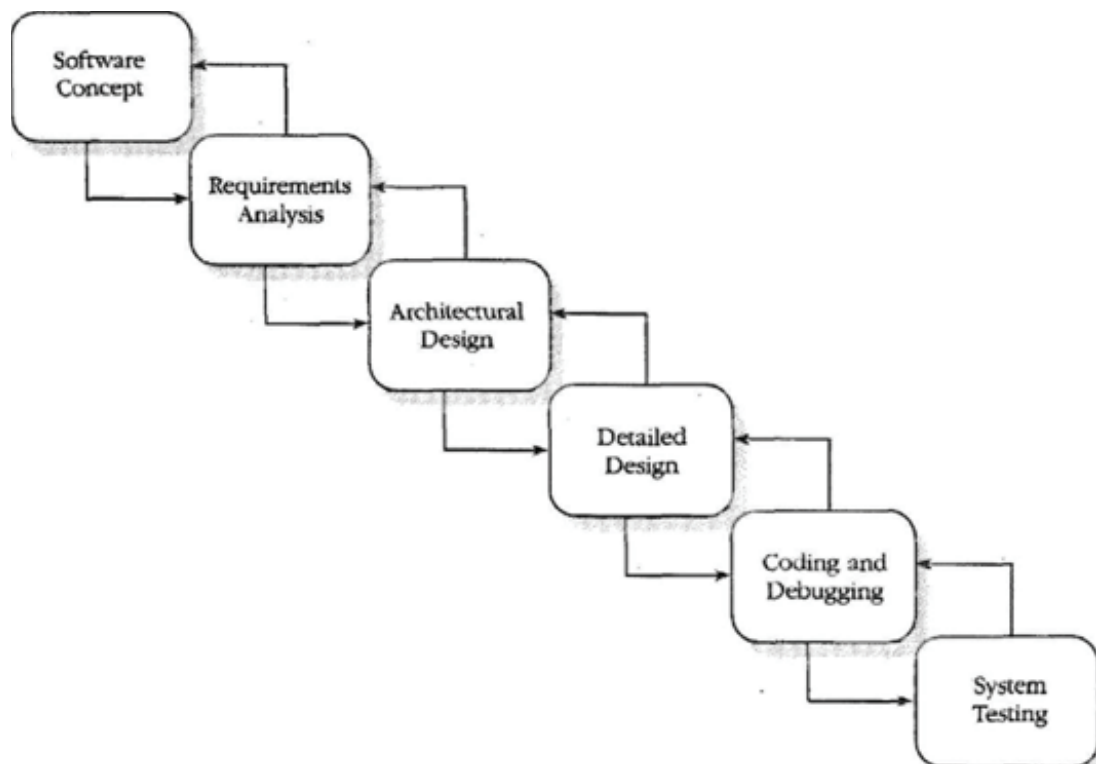 Software
Concept
Requirements
Analysis
Architectural
Design
Detailed
Design
Coding and
Debugging
System
Testing